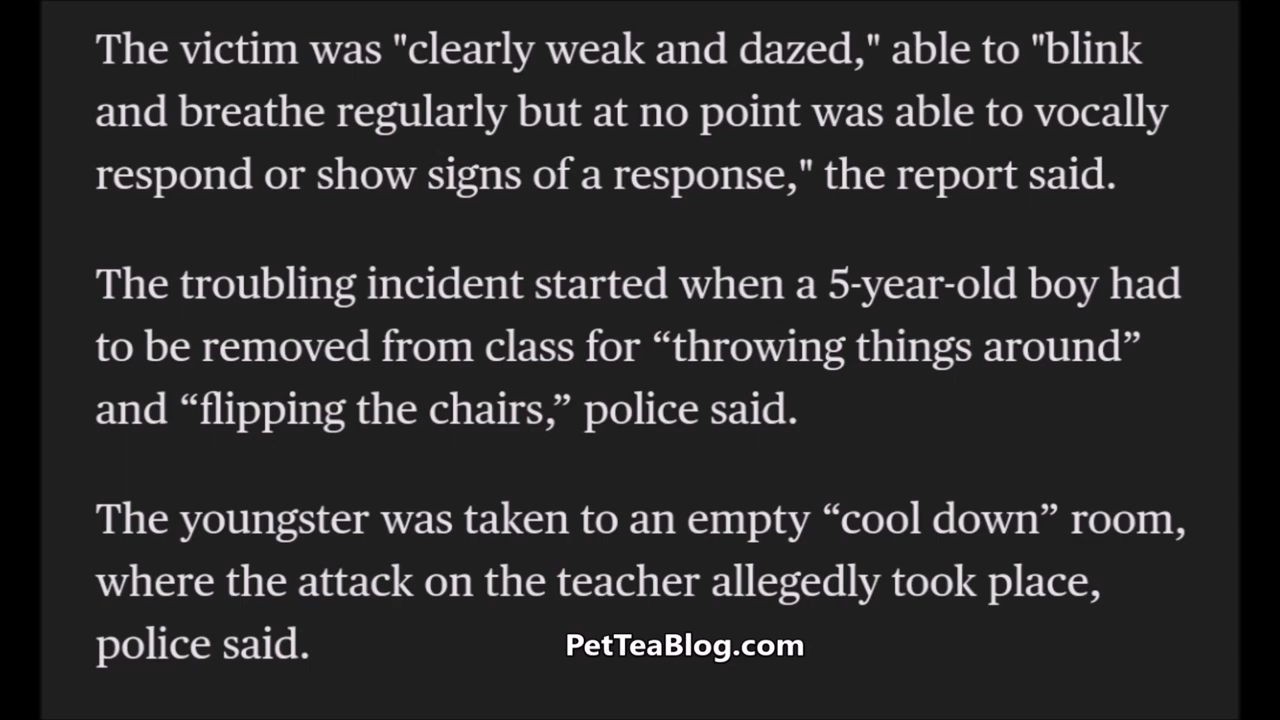 The victim was "clearly weak and dazed," able to "blink
and breathe regularly but at no point was able to vocally
respond or show signs of a response," the report said.
The troubling incident started when a 5-year-old boy had
to be removed from class for “throwing things around”
and “flipping the chairs,” police said.
The youngster was taken to an empty “cool down” room,
where the attack on the teacher allegedly took place,
police said.
PetTeaBlog.com